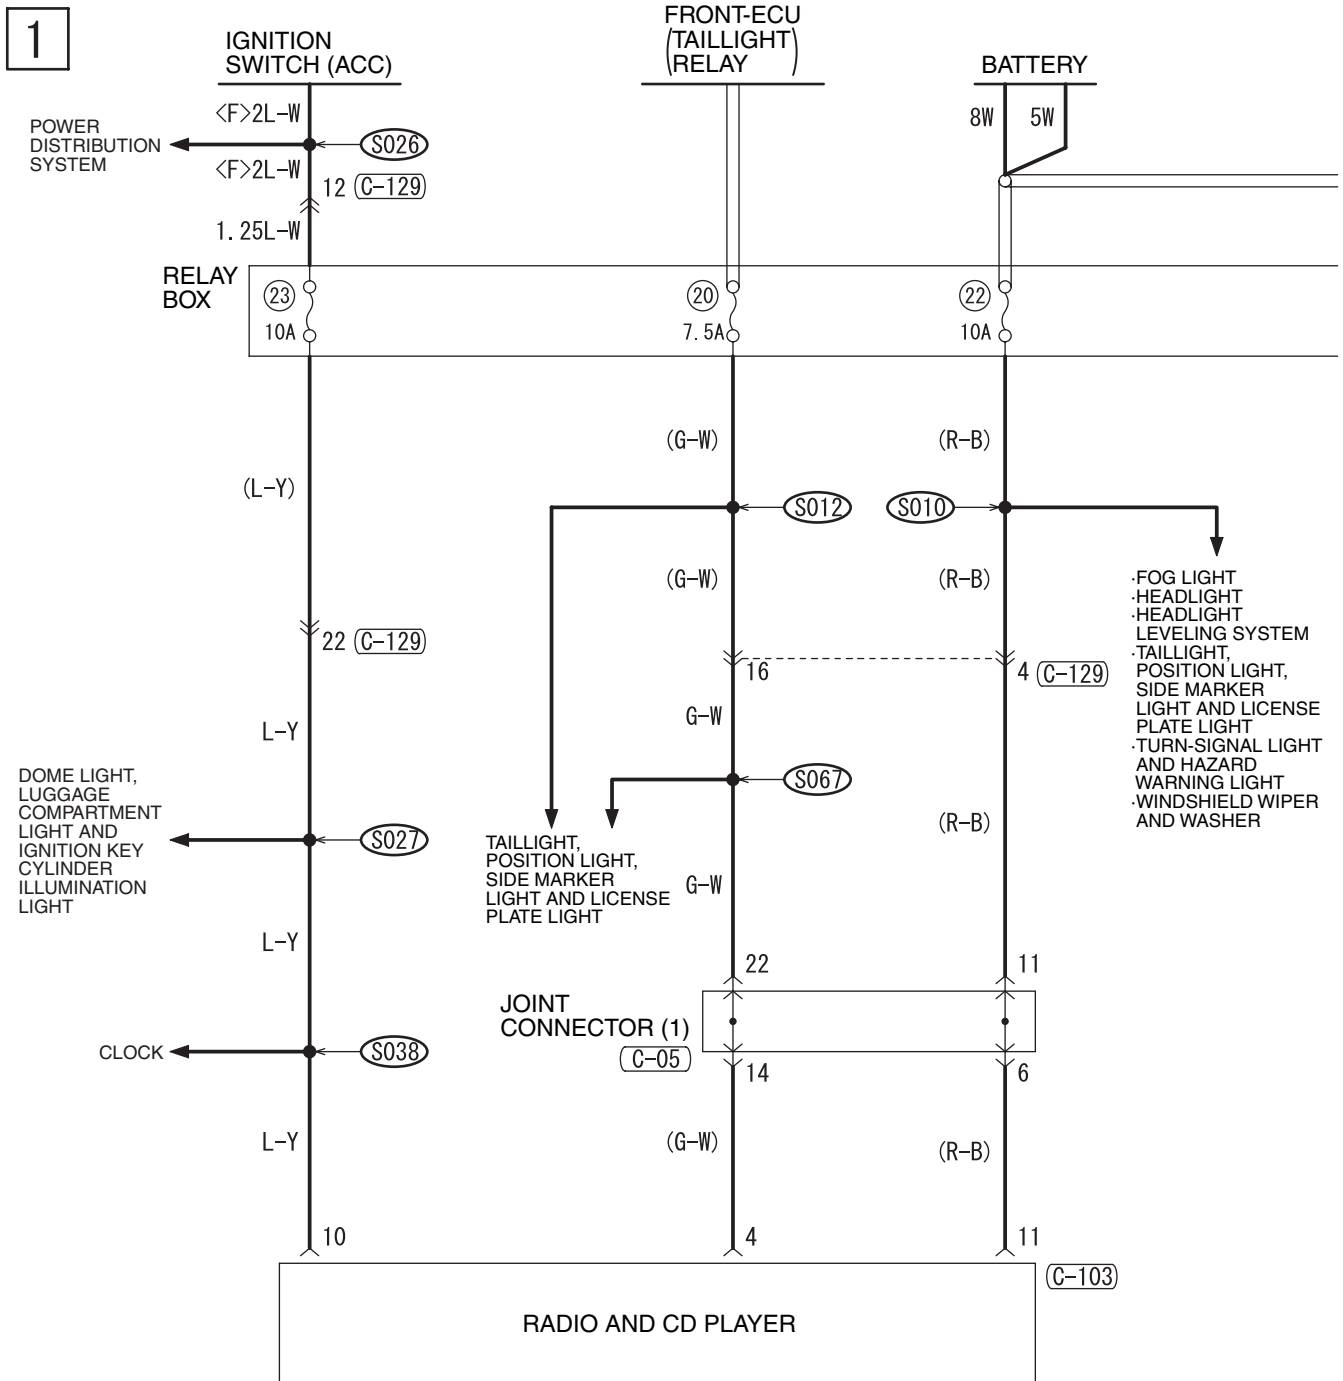 1
IGNITION
SWITCH (ACC)
FRONT-ECU
(TAILLIGHT)
RELAY
BATTERY
<F>2L-W
8W
5W
POWER
DISTRIBUTION
SYSTEM
S026
<F>2L-W
12
C-129
1.25L-W
RELAY
BOX
23
10A
20
7.5A
22
10A
(G-W)
(R-B)
(L-Y)
S012
S010
(G-W)
(R-B)
·FOG LIGHT
·HEADLIGHT
·HEADLIGHT
LEVELING SYSTEM
·TAILLIGHT,
POSITION LIGHT,
SIDE MARKER
LIGHT AND LICENSE
PLATE LIGHT
·TURN-SIGNAL LIGHT
AND HAZARD
WARNING LIGHT
·WINDSHIELD WIPER
AND WASHER
22
C-129
16
4
C-129
G-W
L-Y
S067
DOME LIGHT,
LUGGAGE
COMPARTMENT
LIGHT AND
IGNITION KEY
CYLINDER
ILLUMINATION
LIGHT
S027
(R-B)
TAILLIGHT,
POSITION LIGHT,
SIDE MARKER
LIGHT AND LICENSE
PLATE LIGHT
G-W
L-Y
22
11
JOINT
CONNECTOR (1)
C-05
CLOCK
S038
14
6
L-Y
(G-W)
(R-B)
10
4
11
C-103
RADIO AND CD PLAYER